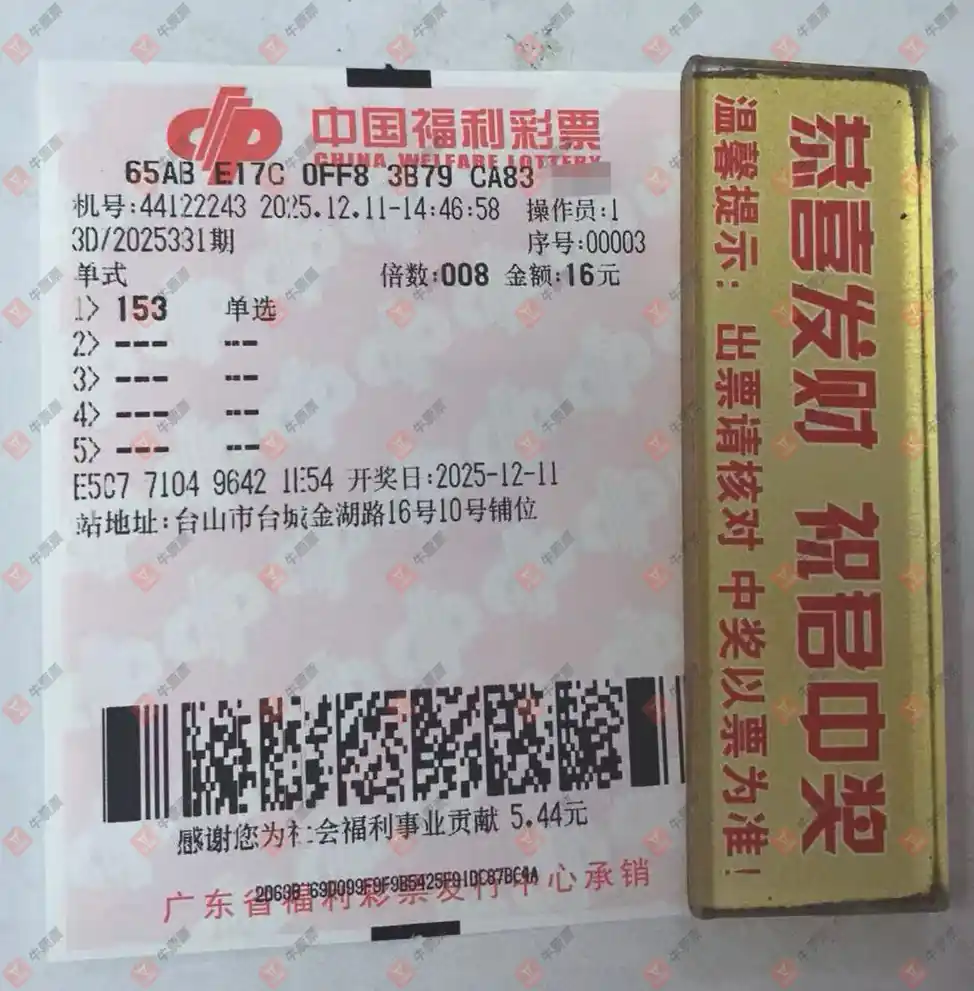 中国福利彩票
CHINA WELFARE LOTTERY
65AB E17C 0FF8 3B79 CA83
机号:44122243 2025.12.11-14:46:58 操作员:1
3D/2025331期 序号:00003
单式 倍数:008 金额:16元
1> 153 单选
2> --- --
3> --- --
4> --- --
5> --- --
E5C7 7104 9642 1E54 开奖日:2025-12-11
站地址:台山市台城金湖路16号10号铺位
感谢您为社会福利事业贡献 5.44元
广东省福利彩票发行中心承销
恭喜发财 祝君中奖
温馨提示: 出票请核对 中奖以票为准!
牛票票